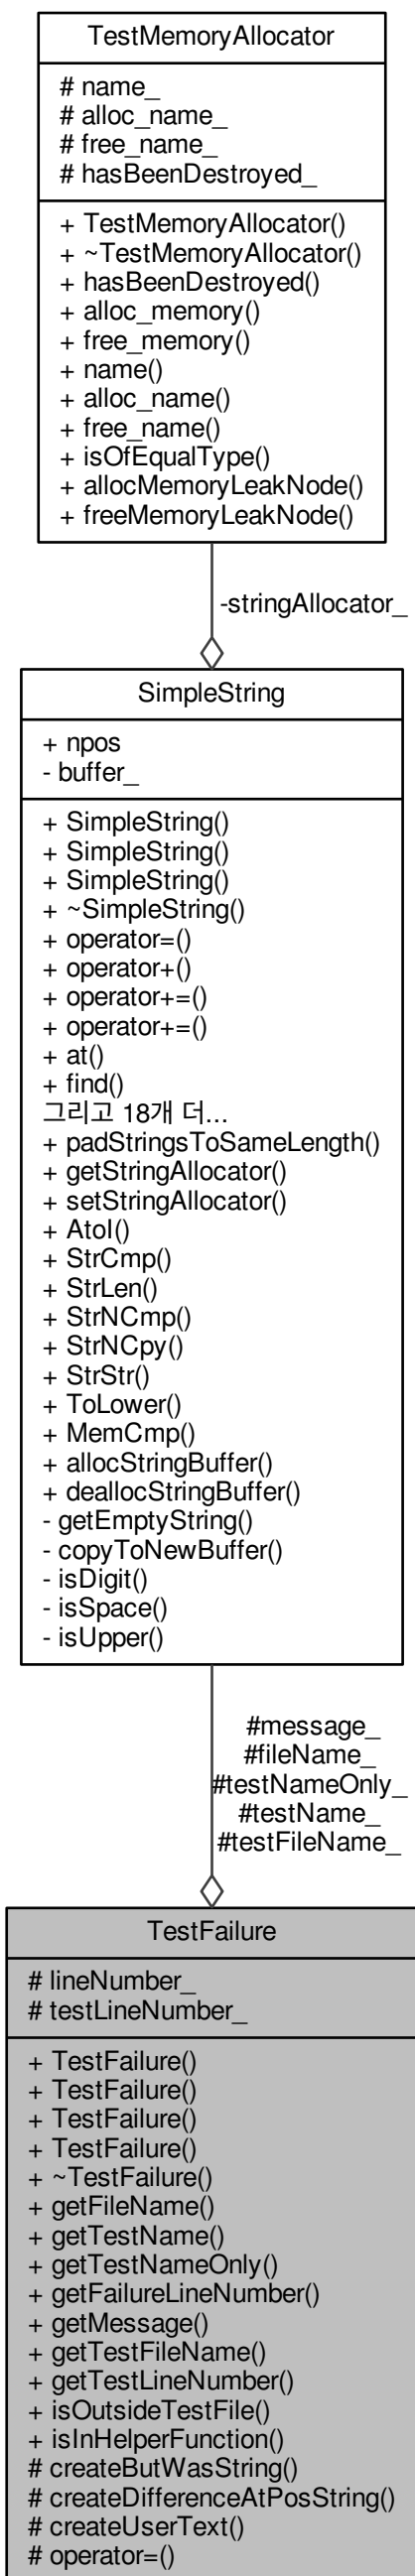 TestMemoryAllocator
# name_
# alloc_name_
# free_name_
# hasBeenDestroyed_
+ TestMemoryAllocator()
+ ~TestMemoryAllocator()
+ hasBeenDestroyed()
+ alloc_memory()
+ free_memory()
+ name()
+ alloc_name()
+ free_name()
+ isOfEqualType()
+ allocMemoryLeakNode()
+ freeMemoryLeakNode()
-stringAllocator_
SimpleString
+ npos
- buffer_
+ SimpleString()
+ SimpleString()
+ SimpleString()
+ ~SimpleString()
+ operator=()
+ operator+()
+ operator+=()
+ operator+=()
+ at()
+ find()
그리고 18개 더...
+ padStringsToSameLength()
+ getStringAllocator()
+ setStringAllocator()
+ AtoI()
+ StrCmp()
+ StrLen()
+ StrNCmp()
+ StrNCpy()
+ StrStr()
+ ToLower()
+ MemCmp()
+ allocStringBuffer()
+ deallocStringBuffer()
- getEmptyString()
- copyToNewBuffer()
- isDigit()
- isSpace()
- isUpper()
#message_
#fileName_
#testNameOnly_
#testName_
#testFileName_
TestFailure
# lineNumber_
# testLineNumber_
+ TestFailure()
+ TestFailure()
+ TestFailure()
+ TestFailure()
+ ~TestFailure()
+ getFileName()
+ getTestName()
+ getTestNameOnly()
+ getFailureLineNumber()
+ getMessage()
+ getTestFileName()
+ getTestLineNumber()
+ isOutsideTestFile()
+ isInHelperFunction()
# createButWasString()
# createDifferenceAtPosString()
# createUserText()
# operator=()